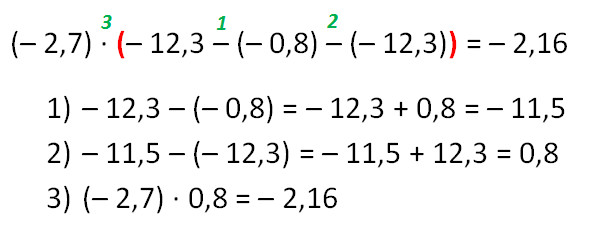 3 1 2
(– 2,7) · (– 12,3 – (– 0,8) – (– 12,3)) = – 2,16
1) – 12,3 – (– 0,8) = – 12,3 + 0,8 = – 11,5
2) – 11,5 – (– 12,3) = – 11,5 + 12,3 = 0,8
3) (– 2,7) · 0,8 = – 2,16